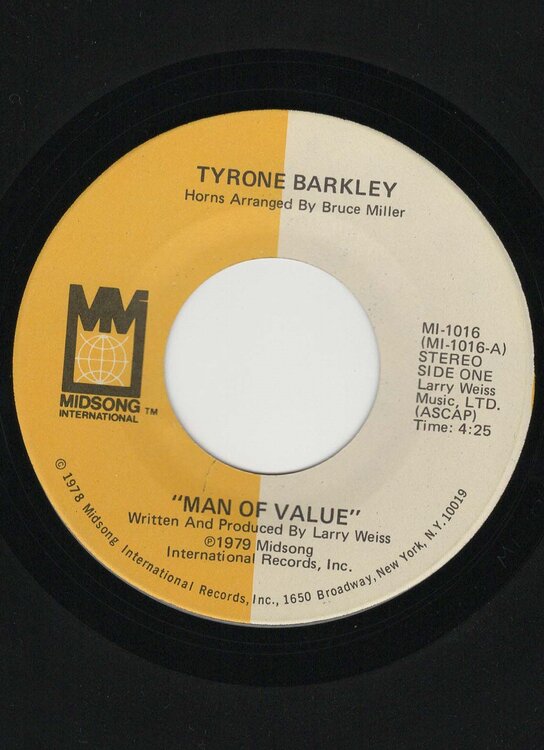 TYRONE BARKLEY
Horns Arranged By Bruce Miller
MM
MIDSONG TM
INTERNATIONAL
MI-1016
(MI-1016-A)
STEREO
SIDE ONE
Larry Weiss
Music, LTD.
(ASCAP)
Time: 4:25
"MAN OF VALUE"
Written And Produced By Larry Weiss
℗1979 Midsong
International Records, Inc.
© 1978 Midsong International Records, Inc., 1650 Broadway, New York, N.Y. 10019